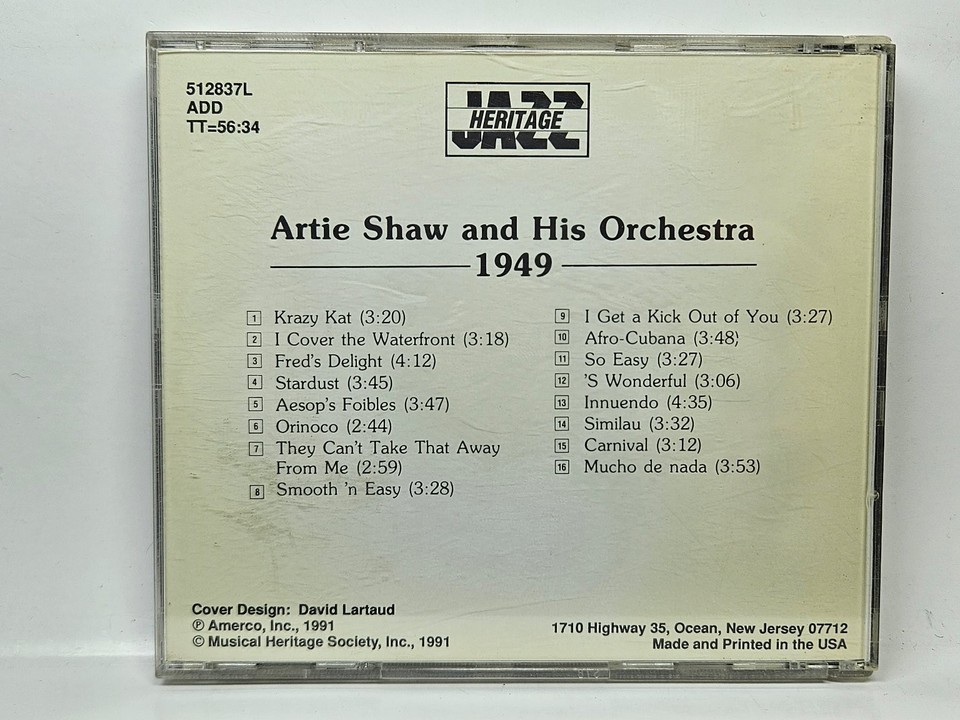 512837L
ADD
TT=56:34
JAZZ
HERITAGE
Artie Shaw and His Orchestra
1949
1 Krazy Kat (3:20)
2 I Cover the Waterfront (3:18)
3 Fred's Delight (4:12)
4 Stardust (3:45)
5 Aesop's Foibles (3:47)
6 Orinoco (2:44)
7 They Can't Take That Away
From Me (2:59)
8 Smooth 'n Easy (3:28)
9 I Get a Kick Out of You (3:27)
10 Afro-Cubana (3:48)
11 So Easy (3:27)
12 'S Wonderful (3:06)
13 Innuendo (4:35)
14 Similau (3:32)
15 Carnival (3:12)
16 Mucho de nada (3:53)
Cover Design: David Lartaud
℗ Amerco, Inc., 1991
© Musical Heritage Society, Inc., 1991
1710 Highway 35, Ocean, New Jersey 07712
Made and Printed in the USA